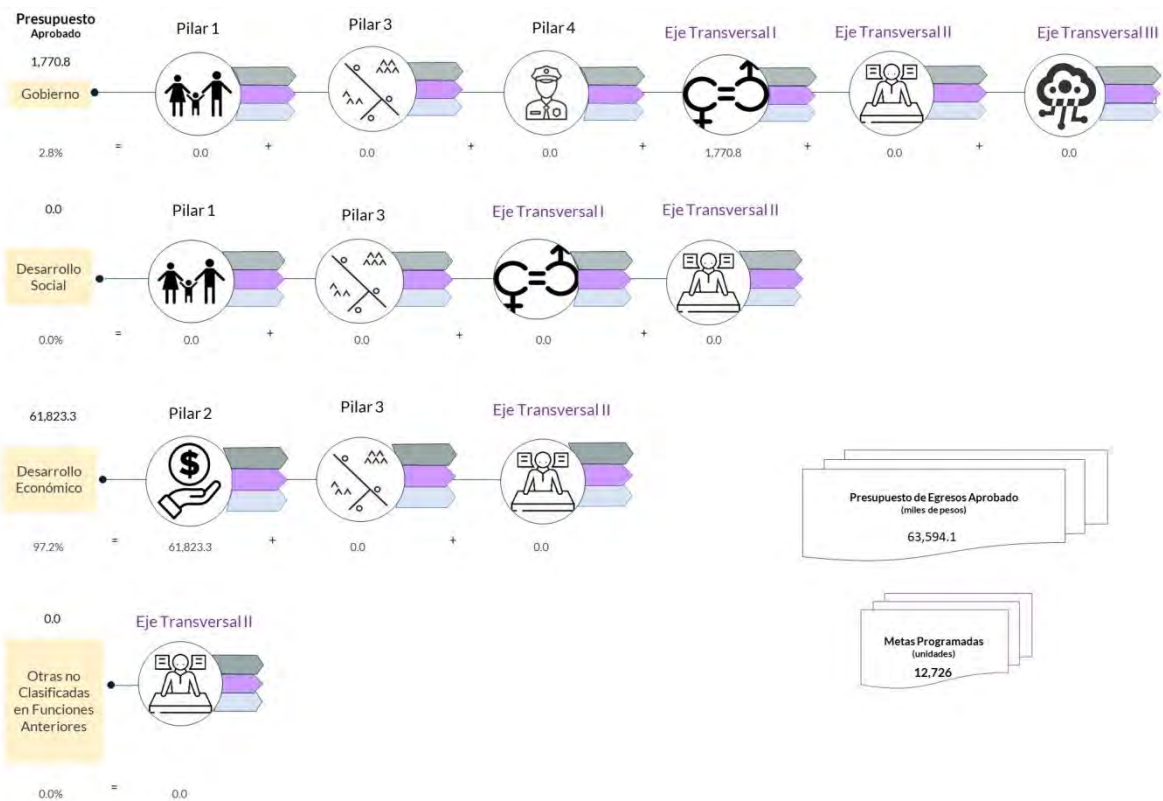 Presupuesto
Aprobado
Pilar 1
Pilar 3
Pilar 4
Eje Transversal I
Eje Transversal II
Eje Transversal III
1,770.8
Gobierno
2.8%
=
0.0
+
0.0
+
0.0
+
1,770.8
+
0.0
+
0.0
0.0
Pilar 1
Pilar 3
Eje Transversal I
Eje Transversal II
Desarrollo
Social
0.0%
=
0.0
+
0.0
+
0.0
+
0.0
61,823.3
Pilar 2
Pilar 3
Eje Transversal II
$
Desarrollo
Económico
97.2%
=
61,823.3
+
0.0
+
0.0
Presupuesto de Egresos Aprobado
(miles de pesos)
63,594.1
0.0
Eje Transversal II
Otras no
Clasificadas
en Funciones
Anteriores
0.0%
=
0.0
Metas Programadas
(unidades)
12,726